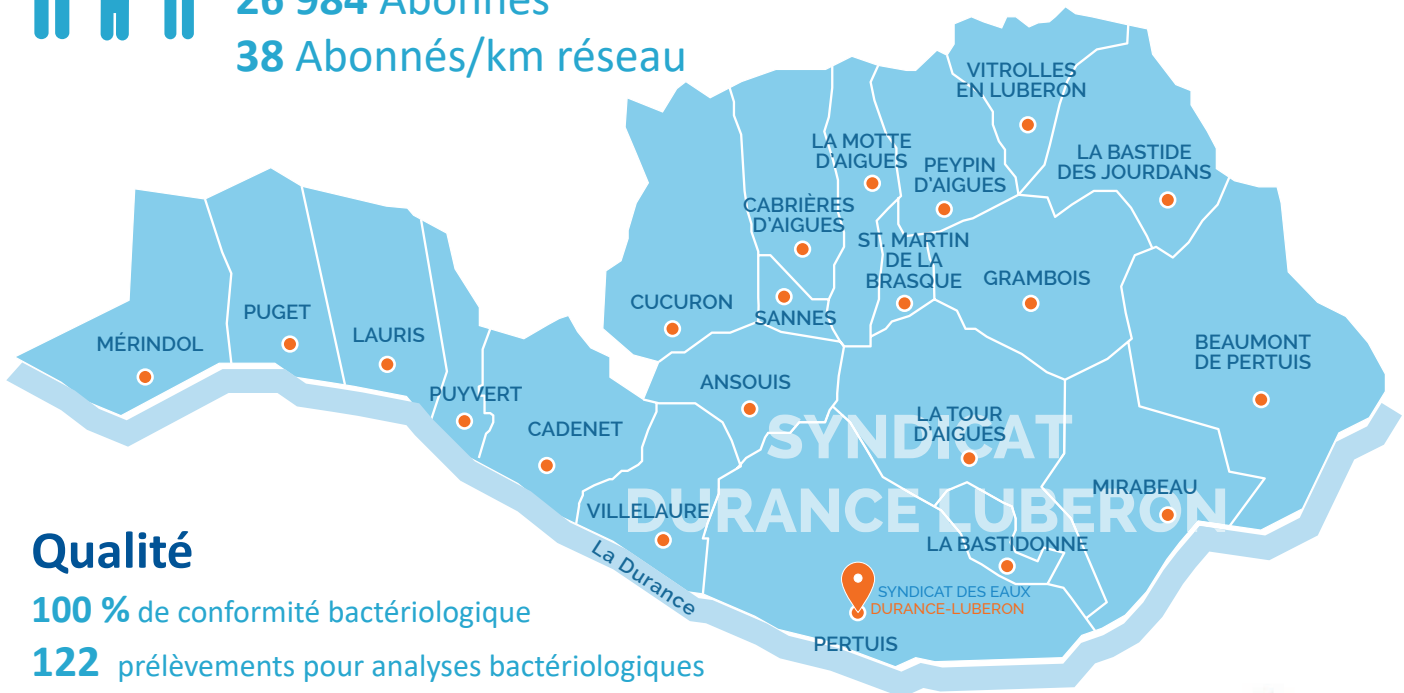 26 984 Abonnés
38 Abonnés/km réseau
VITROLLES
EN LUBERON
LA MOTTE
D'AIGUES
PEYPIN
D'AIGUES
LA BASTIDE
DES JOURDANS
CABRIÈRES
D'AIGUES
ST. MARTIN
DE LA
BRASQUE
GRAMBOIS
CUCURON
SANNES
PUGET
LAURIS
MÉRINDOL
BEAUMONT
DE PERTUIS
PUYVERT
ANSOUIS
CADENET
LA TOUR
D'AIGUES
SYNDICAT
DURANCE LUBERON
MIRABEAU
VILLELAURE
LA BASTIDONNE
La Durance
SYNDICAT DES EAUX
DURANCE-LUBERON
PERTUIS
Qualité
100 % de conformité bactériologique
122 prélèvements pour analyses bactériologiques